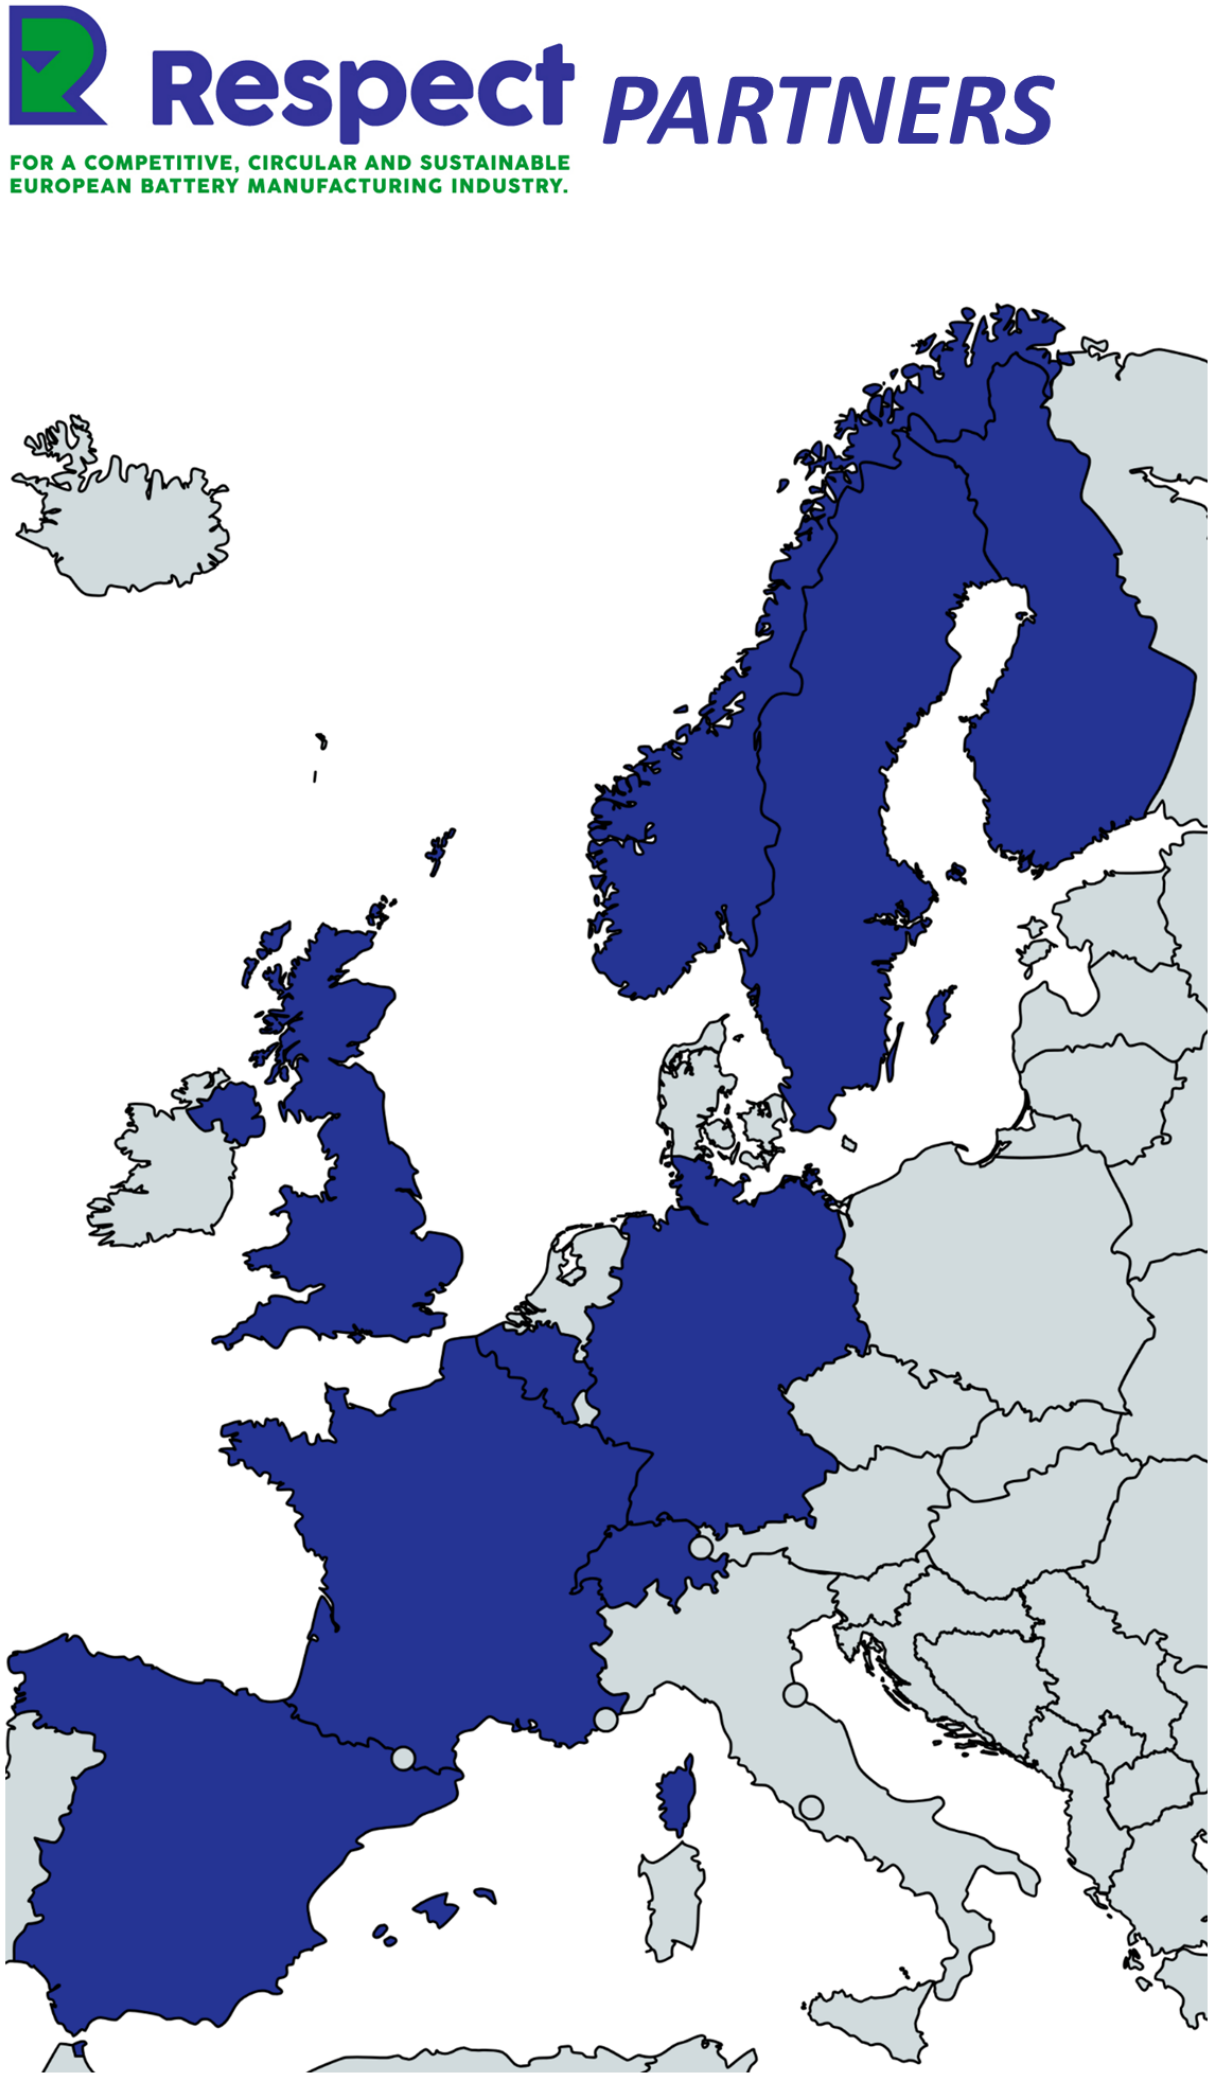 Respect PARTNERS
FOR A COMPETITIVE, CIRCULAR AND SUSTAINABLE
EUROPEAN BATTERY MANUFACTURING INDUSTRY.